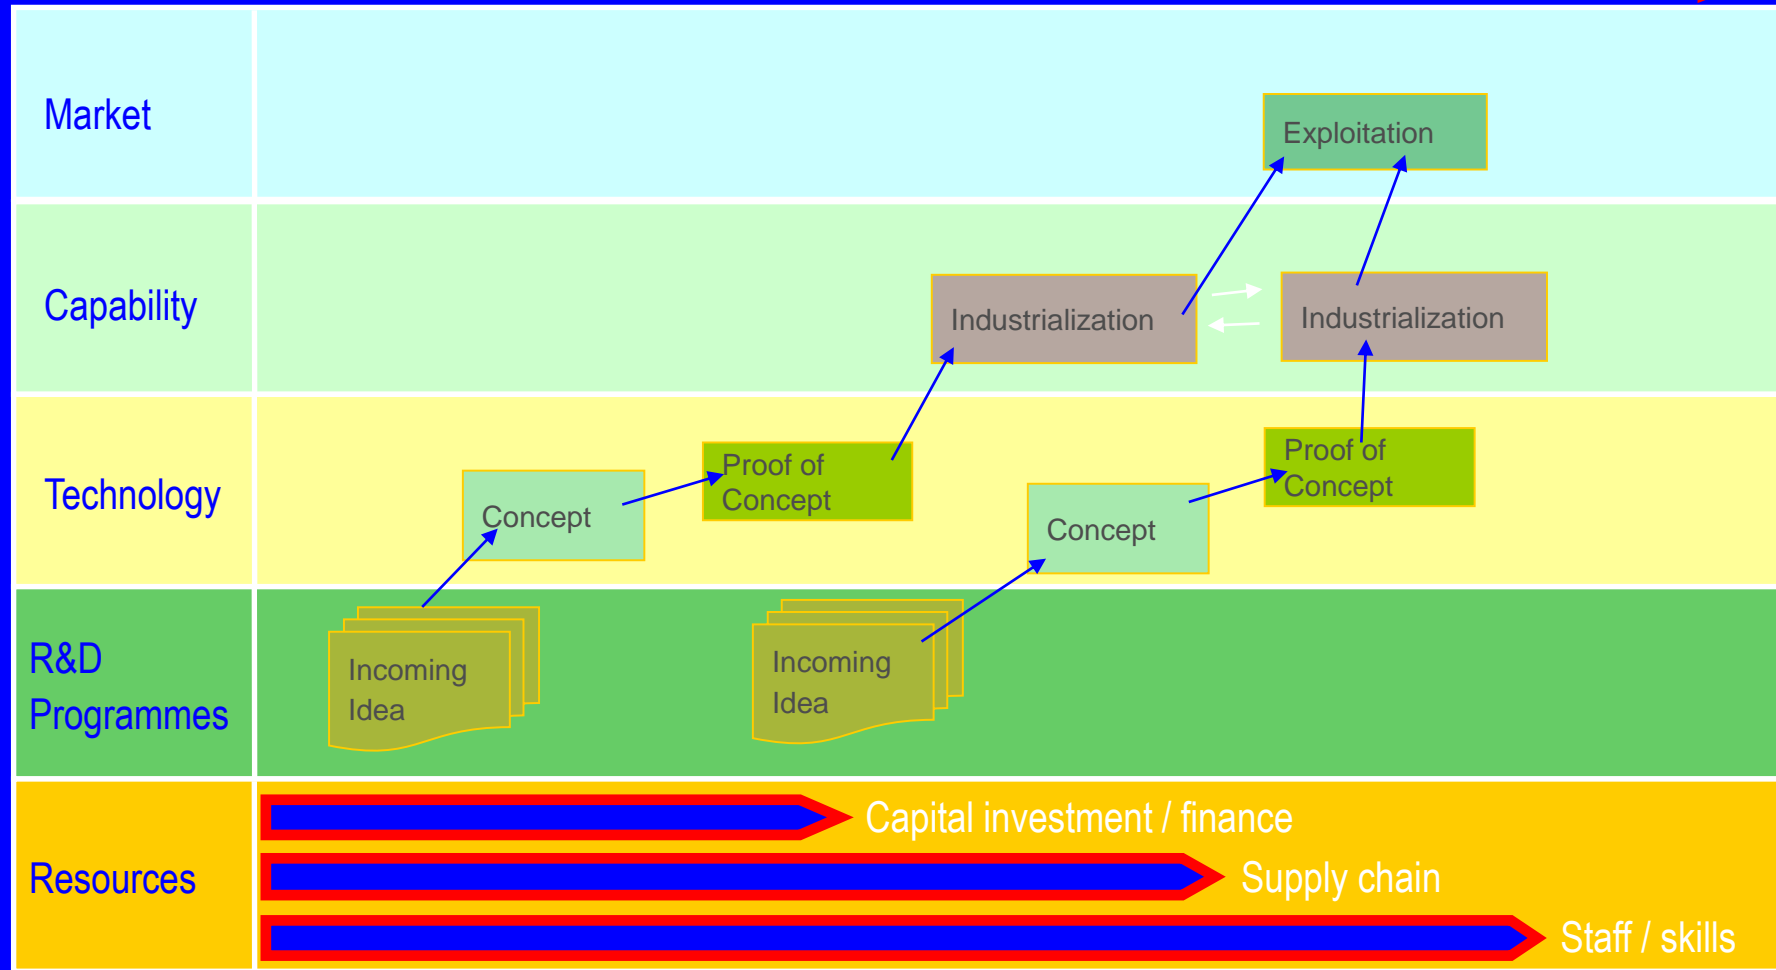 Market
Exploitation
Capability
Industrialization
Industrialization
Technology
Concept
Proof of
Concept
Concept
Proof of
Concept
R&D
Programmes
Incoming
Idea
Incoming
Idea
Resources
Capital investment / finance
Supply chain
Staff / skills